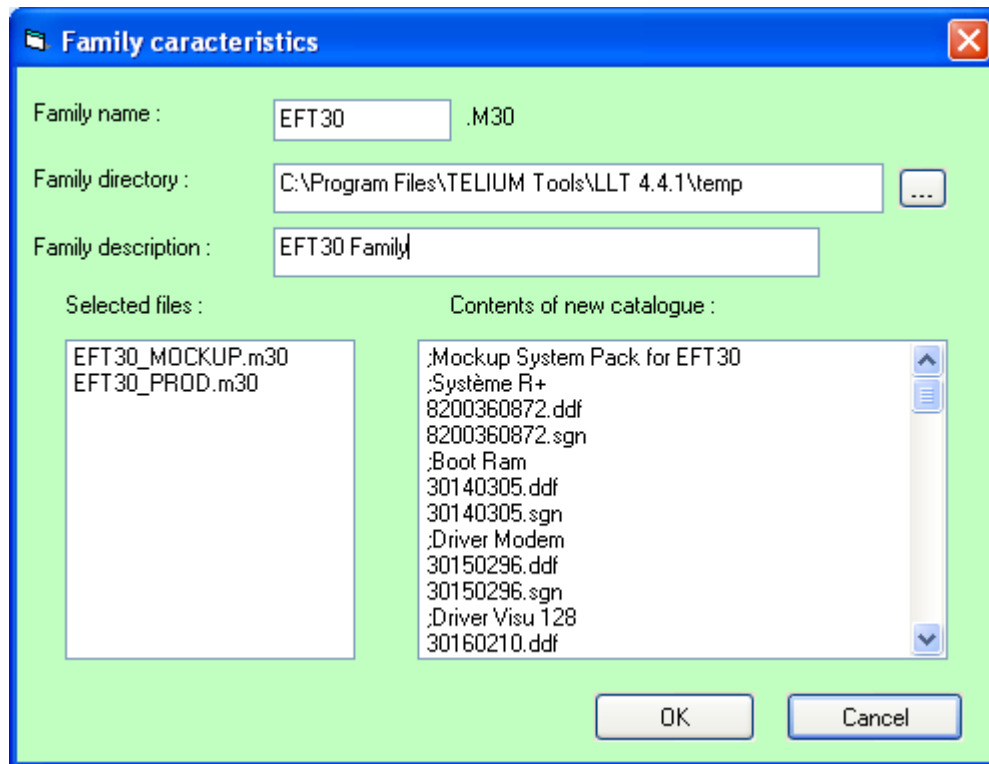 Family caracteristics
Family name :
EFT30
.M30
Family directory :
C:\Program Files\TELIUM Tools\LLT 4.4.1\temp
...
Family description :
EFT30 Family
Selected files :
EFT30_MOCKUP.m30
EFT30_PROD.m30
Contents of new catalogue :
;Mockup System Pack for EFT30
;Système R+
8200360872.ddf
8200360872.sgn
;Boot Ram
30140305.ddf
30140305.sgn
;Driver Modem
30150296.ddf
30150296.sgn
;Driver Visu 128
30160210.ddf
OK
Cancel